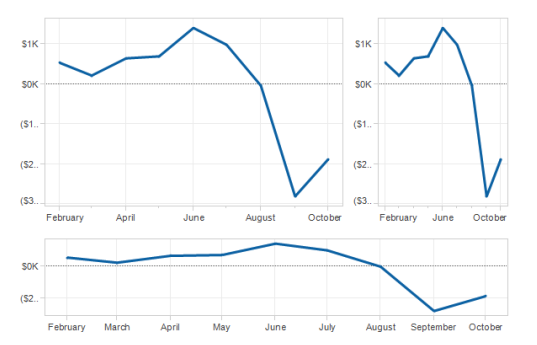 $1K
$0K
($1..
($2..
($3..
February April June August October
$1K
$0K
($1..
($2..
($3..
February June October
$0K
($2..
February March April May June July August September October